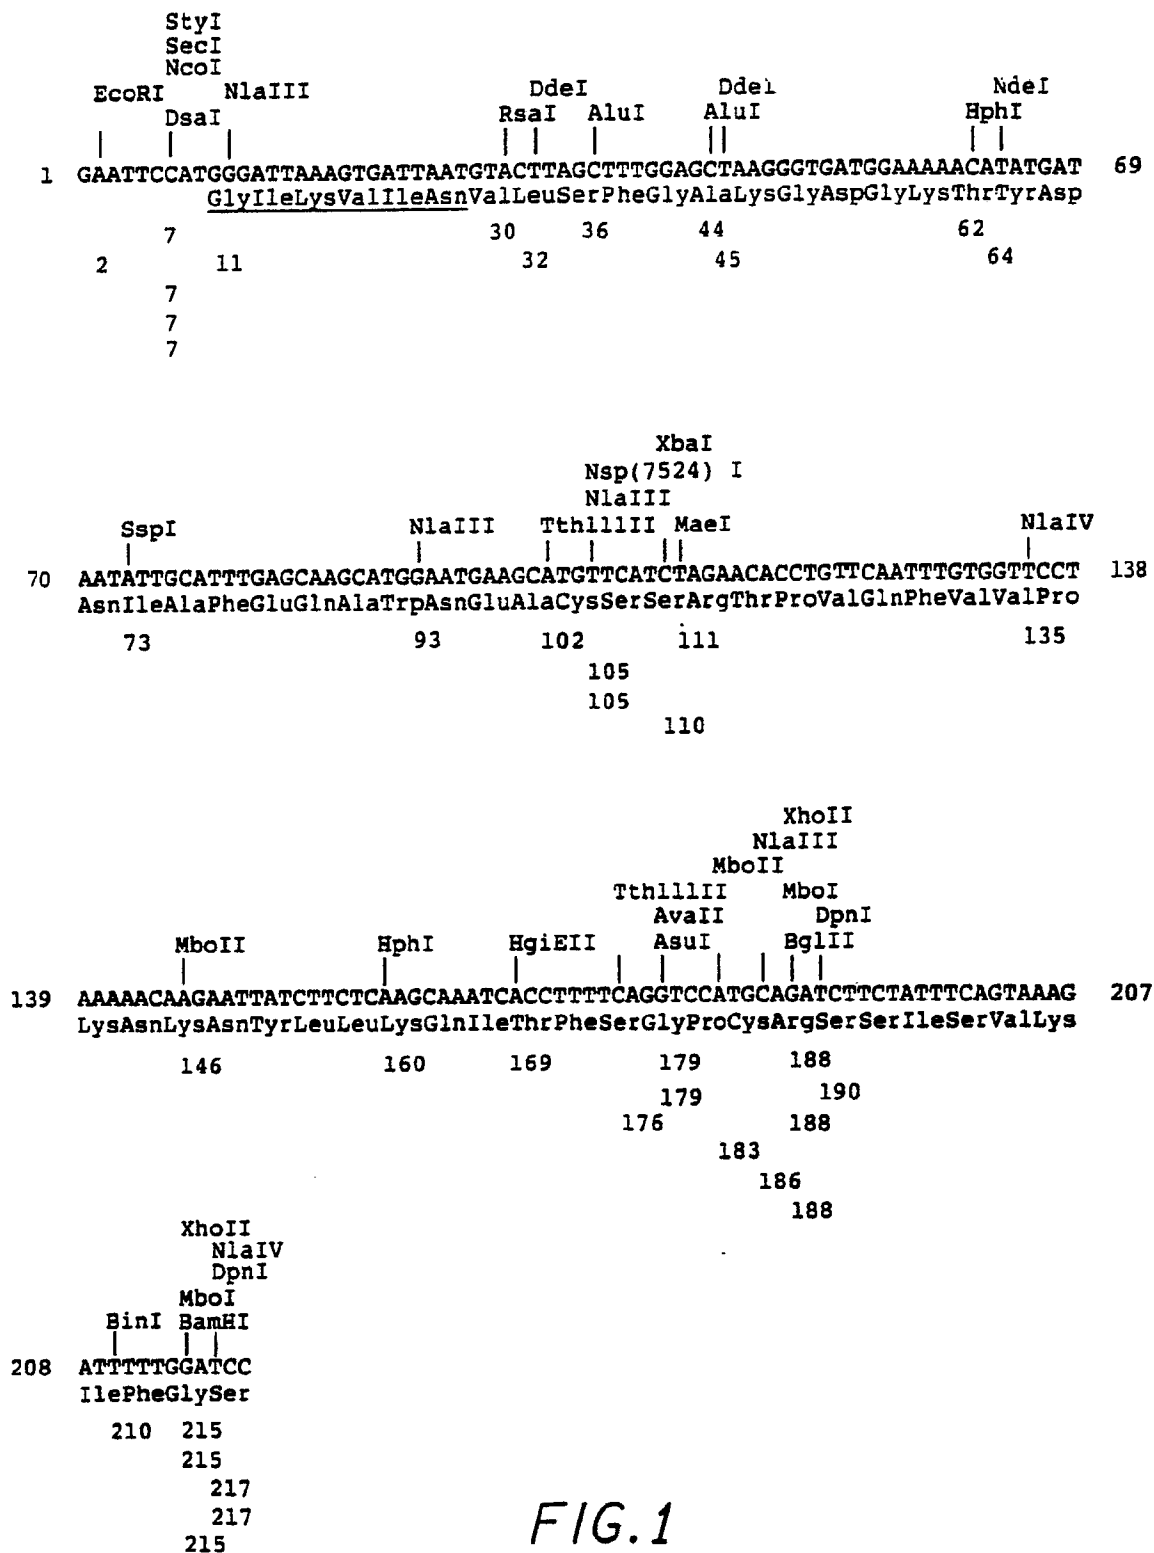 StyI
SecI
NcoI
EcoRI NlaIII DdeI DdeI NdeI
DsaI RsaI AluI AluI HphI
1 GAATTCCATGGGATTAAAGTGATTAATGTACTTAGCTTTGGAGCTAAGGGTGATGGAAAAACATATGAT 69
GlyIleLysValIleAsnValLeuSerPheGlyAlaLysGlyAspGlyLysThrTyrAsp
7 30 36 44 62
2 11 32 45 64
7
7
7
XbaI
Nsp(7524) I
NlaIII
SspI NlaIII Tth111II MaeI NlaIV
70 AATATTGCATTTGAGCAAGCATGGAATGAAGCATGTTCATCTAGAACACCTGTTCAATTTGTGGTTCCT 138
AsnIleAlaPheGluGlnAlaTrpAsnGluAlaCysSerSerArgThrProValGlnPheValValPro
73 93 102 111 135
105
105
110
XhoII
NlaIII
MboII
Tth111II MboI
AvaII DpnI
MboII HphI HgiEII AsuI BglII
139 AAAAACAAGAATTATCTTCTCAAGCAAATCACCTTTTCAGGTCCATGCAGATCTTCTATTTCAGTAAAG 207
LysAsnLysAsnTyrLeuLeuLysGlnIleThrPheSerGlyProCysArgSerSerIleSerValLys
146 160 169 179 188
179 190
176 188
183
186
188
XhoII
NlaIV
DpnI
MboI
BinI BamHI
208 ATTTTTGGATCC
IlePheGlySer
210 215
215
217
217
215
FIG.1